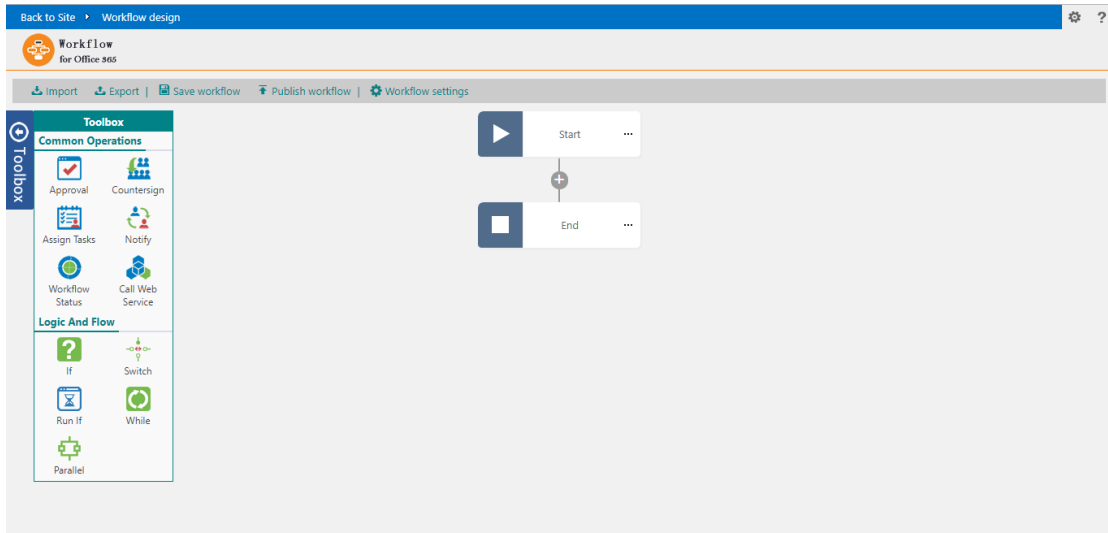 Back to Site Workflow design ?
Workflow
for Office 365
Import Export | Save workflow Publish workflow | Workflow settings
Toolbox
Toolbox
Common Operations
Approval Countersign
Assign Tasks Notify
Workflow Status Call Web Service
Logic And Flow
If Switch
Run If While
Parallel
Start ...
End ...